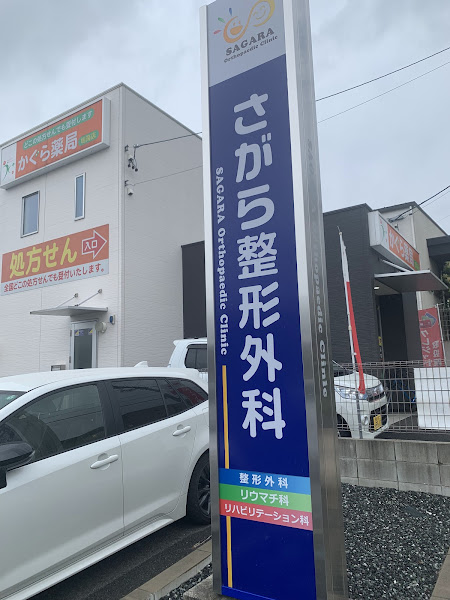 SAGARA
Orthopaedic Clinic
さがら整形外科
SAGARA Orthopaedic Clinic
整形外科
リウマチ科
リハビリテーション科
どこの処方せんでも受付します
かぐら薬局
処方せん
入口
全国どこの処方せんでも受付いたします。